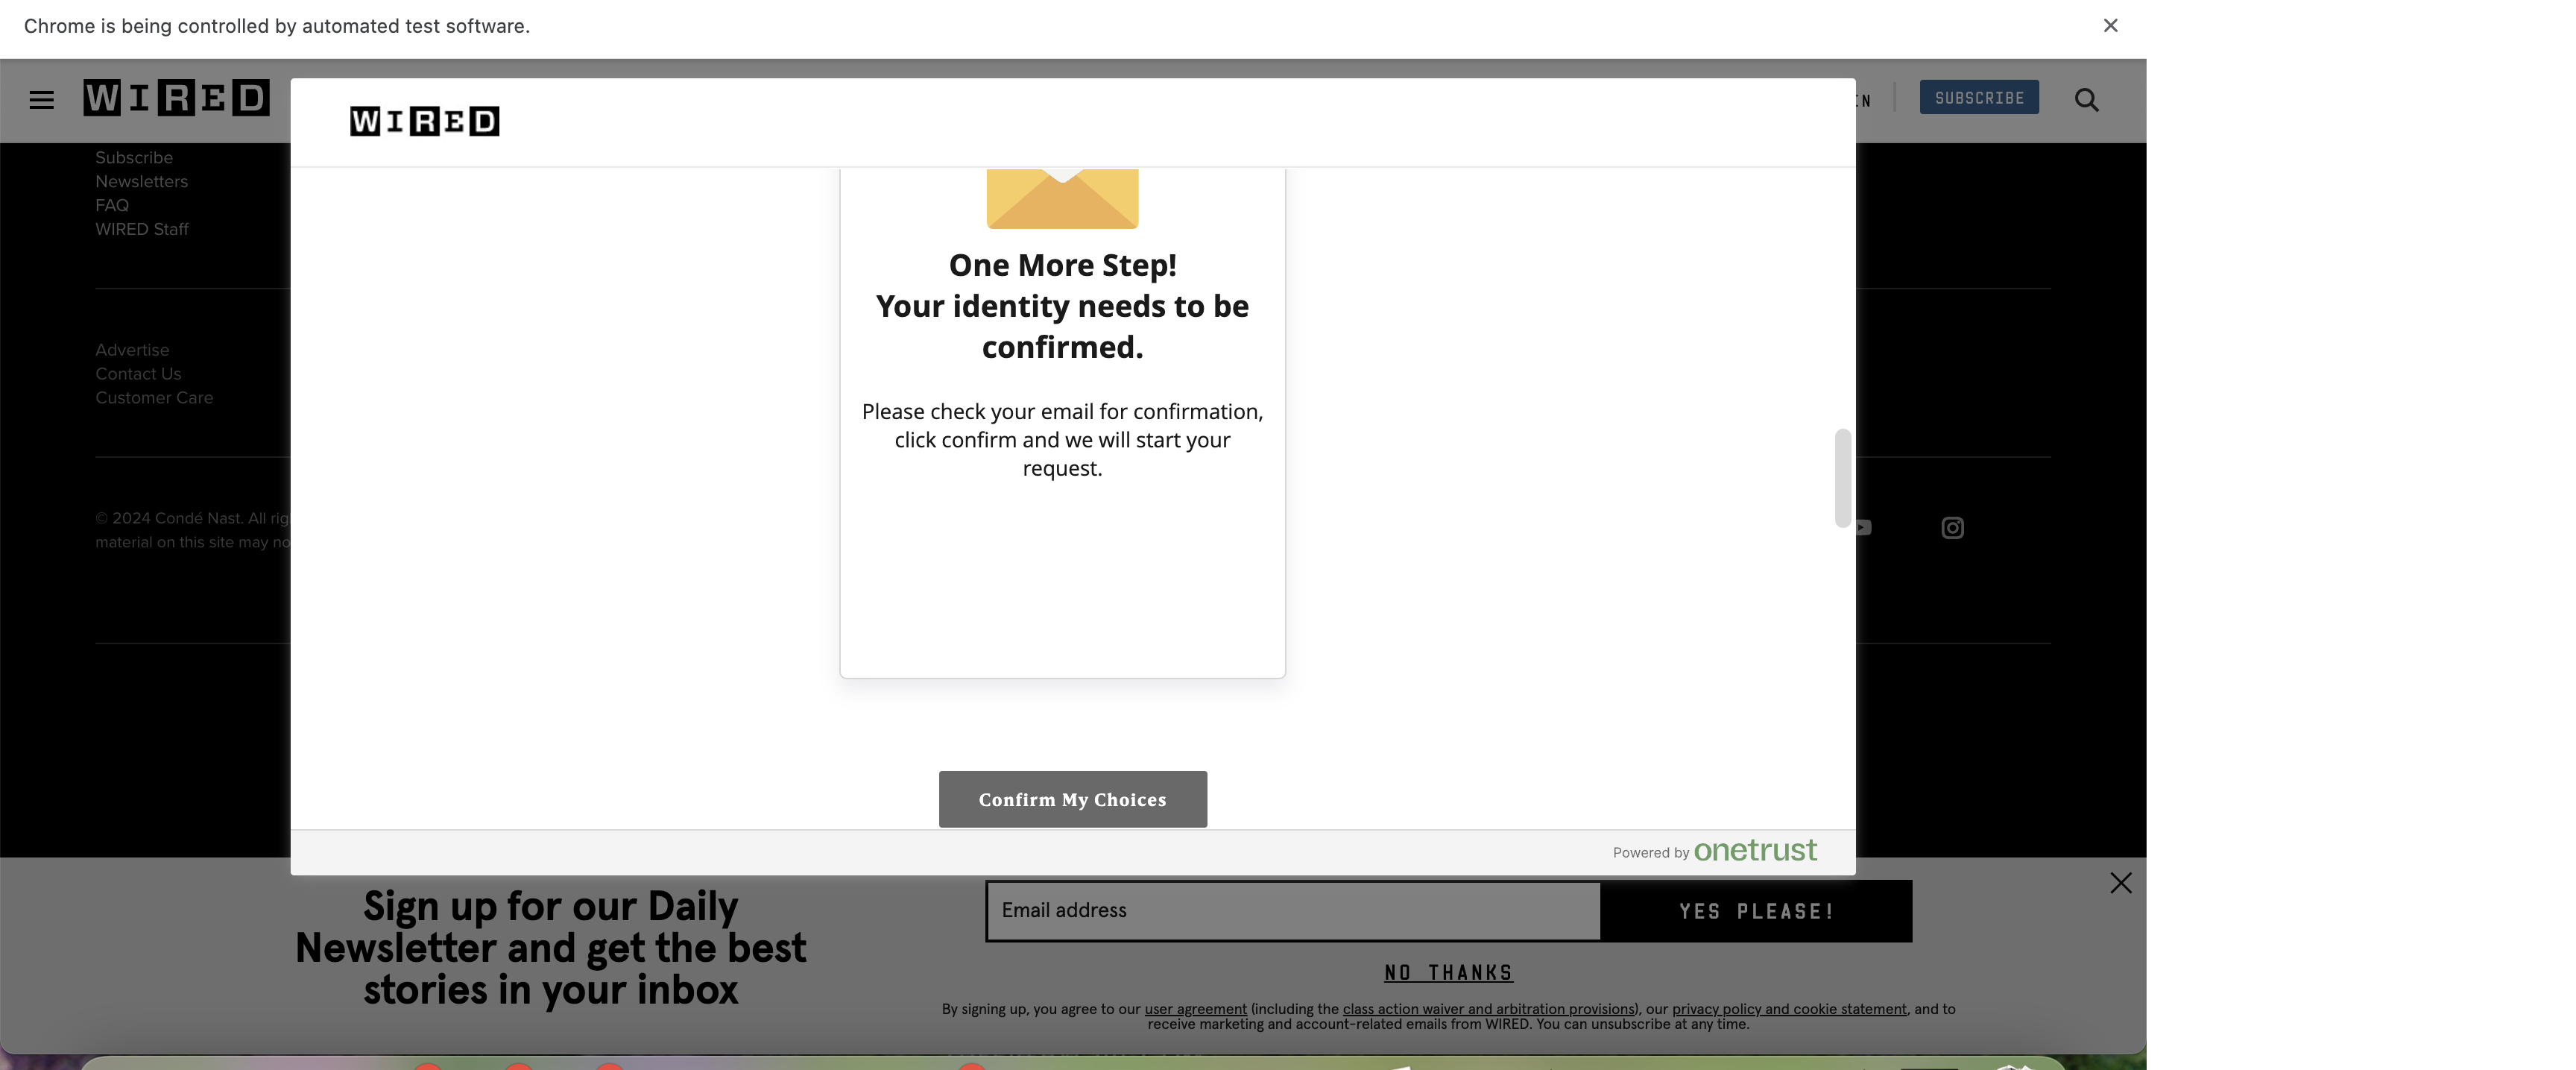 Chrome is being controlled by automated test software.
WIRED
IN
SUBSCRIBE
WIRED
Subscribe
Newsletters
FAQ
WIRED Staff
One More Step!
Your identity needs to be
confirmed.
Advertise
Contact Us
Customer Care
Please check your email for confirmation,
click confirm and we will start your
request.
© 2024 Condé Nast. All rig
material on this site may no
Confirm My Choices
Powered by onetrust
Sign up for our Daily
Newsletter and get the best
stories in your inbox
Email address
YES PLEASE!
NO THANKS
By signing up, you agree to our user agreement (including the class action waiver and arbitration provisions), our privacy policy and cookie statement, and to
receive marketing and account-related emails from WIRED. You can unsubscribe at any time.